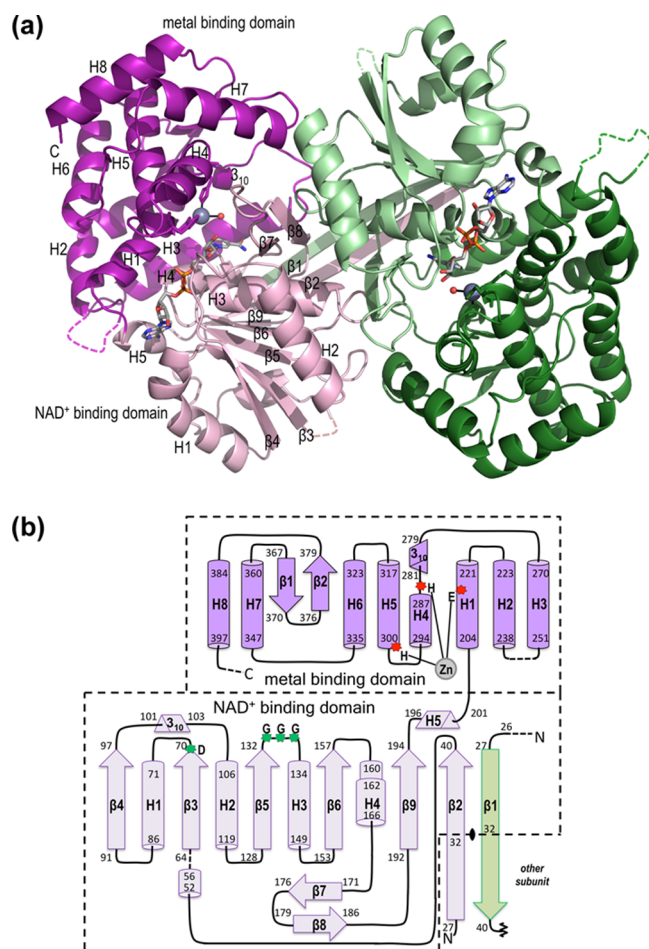 (a)
metal binding domain
H8
H7
C
H6
H5
H4
3₁₀
H2
H3
H1
β7
β8
H4
H3
β1
β2
β9
β6
H5
β5
H2
NAD⁺ binding domain
H1
β4
β3
(b)
384 360 367 379 323 317 279 3₁₀ 281 H 221 223 270
H8 H7 β1 β2 H6 H5 287 H4 E H1 H2 H3
397 347 370 376 335 300 294 204 238 251
C H Zn
metal binding domain
NAD⁺ binding domain
101 3₁₀ 103 G G G 196 H5 201 26 N
97 70 D 132 157 194 40 27
71 106 134 160
β4 H1 β3 H2 β5 H3 β6 H4 162 166 β9 β2 β1
86 119 149 32 32
91 64 128 153 192
56
52
176 β7 171
179 β8 186
other
subunit
27
N
40